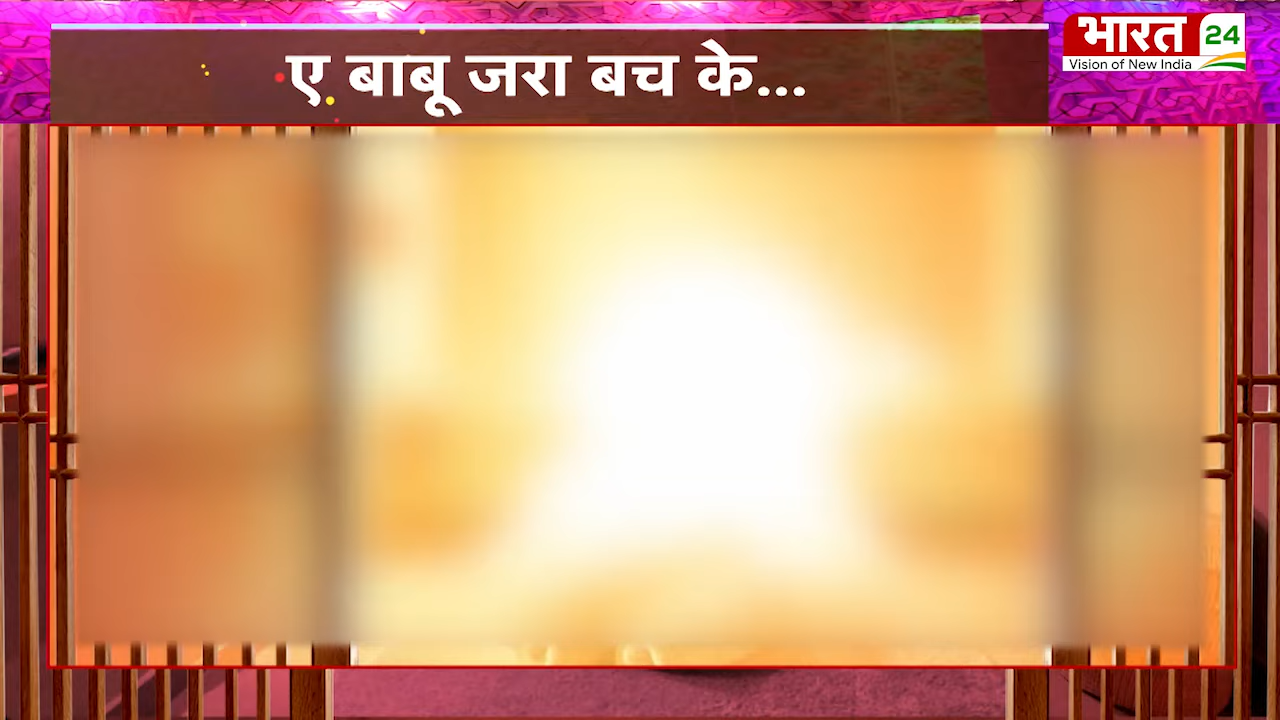 ए बाबू जरा बच के...
भारत 24
Vision of New India